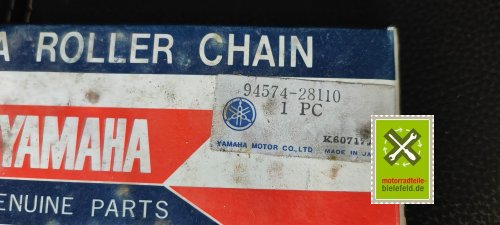 A ROLLER CHAIN
94574-28110
1 PC
YAMAHA
YAMAHA MOTOR CO., LTD
MADE IN JA
ENUINE PARTS
motorradteile-
bielefeld.de